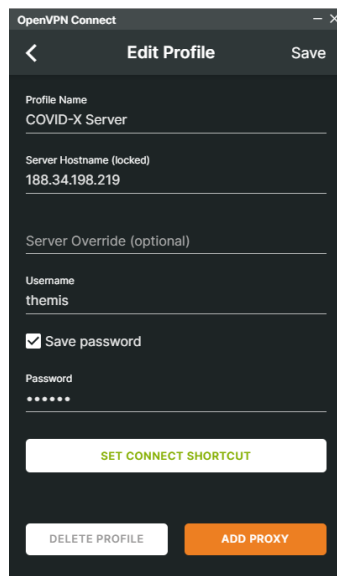 OpenVPN Connect
Edit Profile Save
Profile Name
COVID-X Server
Server Hostname (locked)
188.34.198.219
Server Override (optional)
Username
themis
Save password
Password
••••••
SET CONNECT SHORTCUT
DELETE PROFILE ADD PROXY